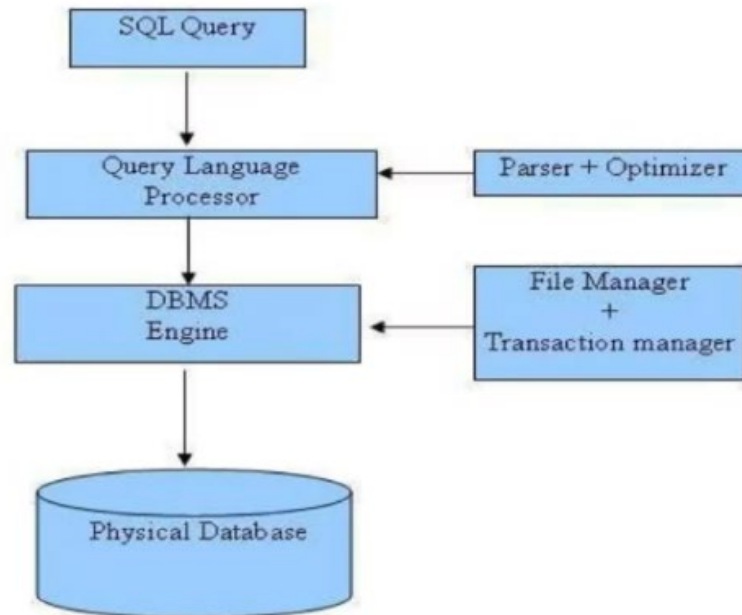 SQL Query
Query Language
Processor
Parser + Optimizer
DBMS
Engine
File Manager
+
Transaction manager
Physical Database